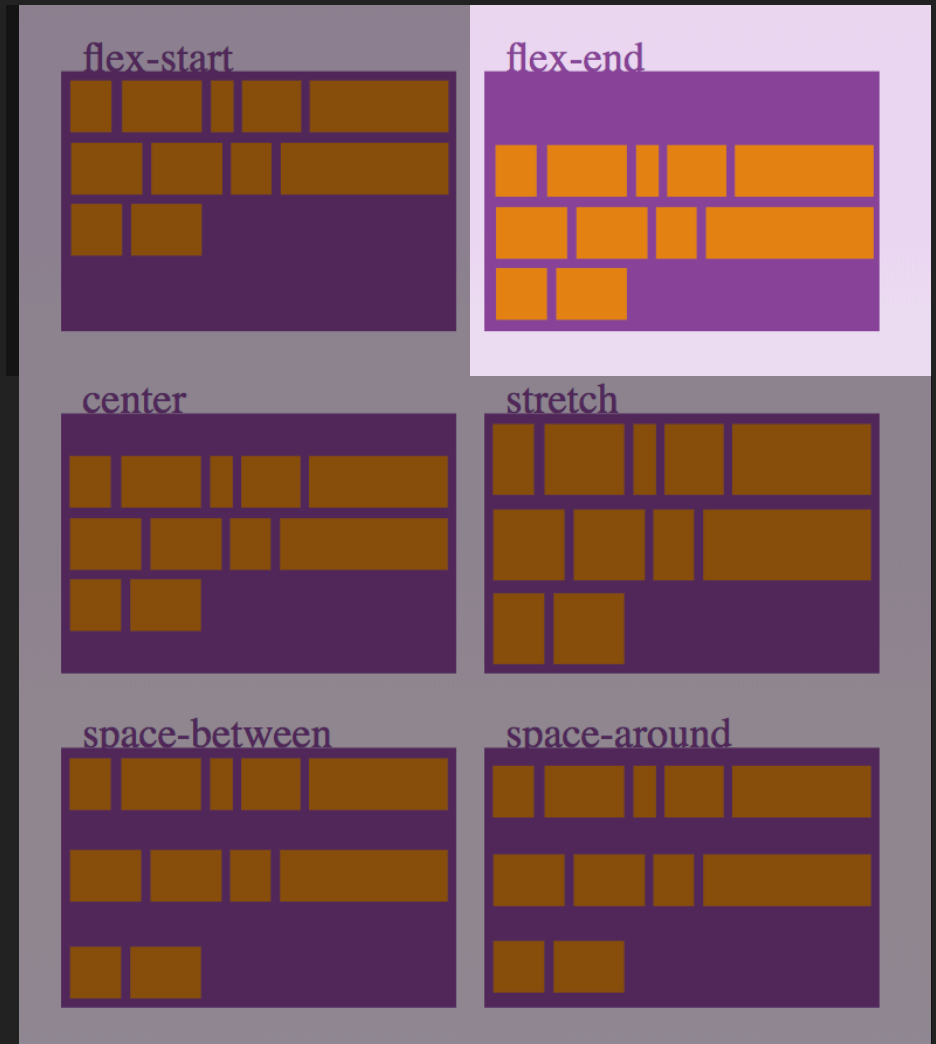 flex-start
flex-end
center
stretch
space-between
space-around